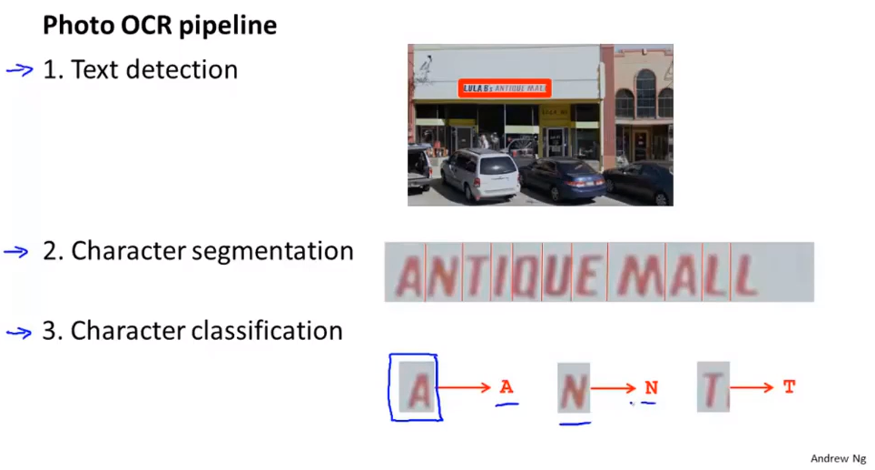 Photo OCR pipeline
1. Text detection
LULA B's ANTIQUE MALL
2. Character segmentation
ANTIQUE MALL
3. Character classification
A → A N → N T → T
Andrew Ng